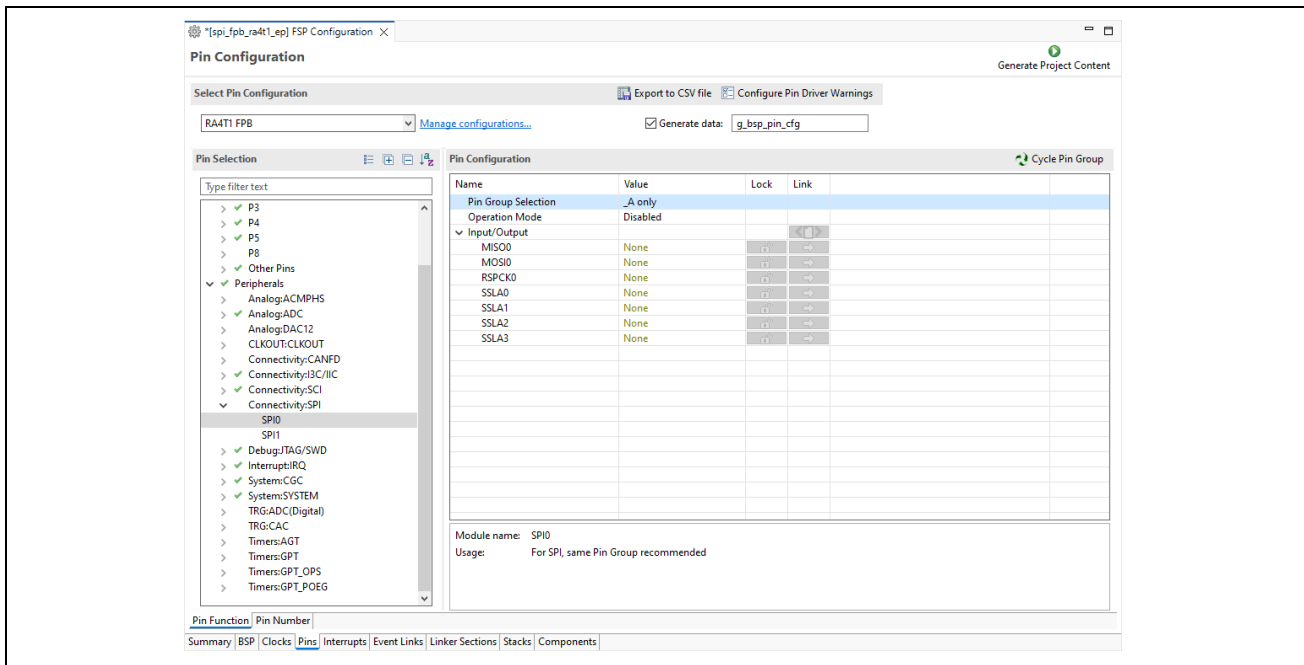 *[spi_fpb_ra4t1_ep] FSP Configuration
Pin Configuration
Generate Project Content
Select Pin Configuration
Export to CSV file
Configure Pin Driver Warnings
RA4T1 FPB
Manage configurations...
Generate data:
g_bsp_pin_cfg
Pin Selection
Type filter text
P3
P4
P5
P8
Other Pins
Peripherals
Analog:ACMPHS
Analog:ADC
Analog:DAC12
CLKOUT:CLKOUT
Connectivity:CANFD
Connectivity:I3C/IIC
Connectivity:SCI
Connectivity:SPI
SPI0
SPI1
Debug:JTAG/SWD
Interrupt:IRQ
System:CGC
System:SYSTEM
TRG:ADC(Digital)
TRG:CAC
Timers:AGT
Timers:GPT
Timers:GPT_OPS
Timers:GPT_POEG
Pin Configuration
Cycle Pin Group
Name Value Lock Link
Pin Group Selection _A only
Operation Mode Disabled
Input/Output
MISO0 None
MOSI0 None
RSPCK0 None
SSLA0 None
SSLA1 None
SSLA2 None
SSLA3 None
Module name: SPI0
Usage: For SPI, same Pin Group recommended
Pin Function Pin Number
Summary BSP Clocks Pins Interrupts Event Links Linker Sections Stacks Components